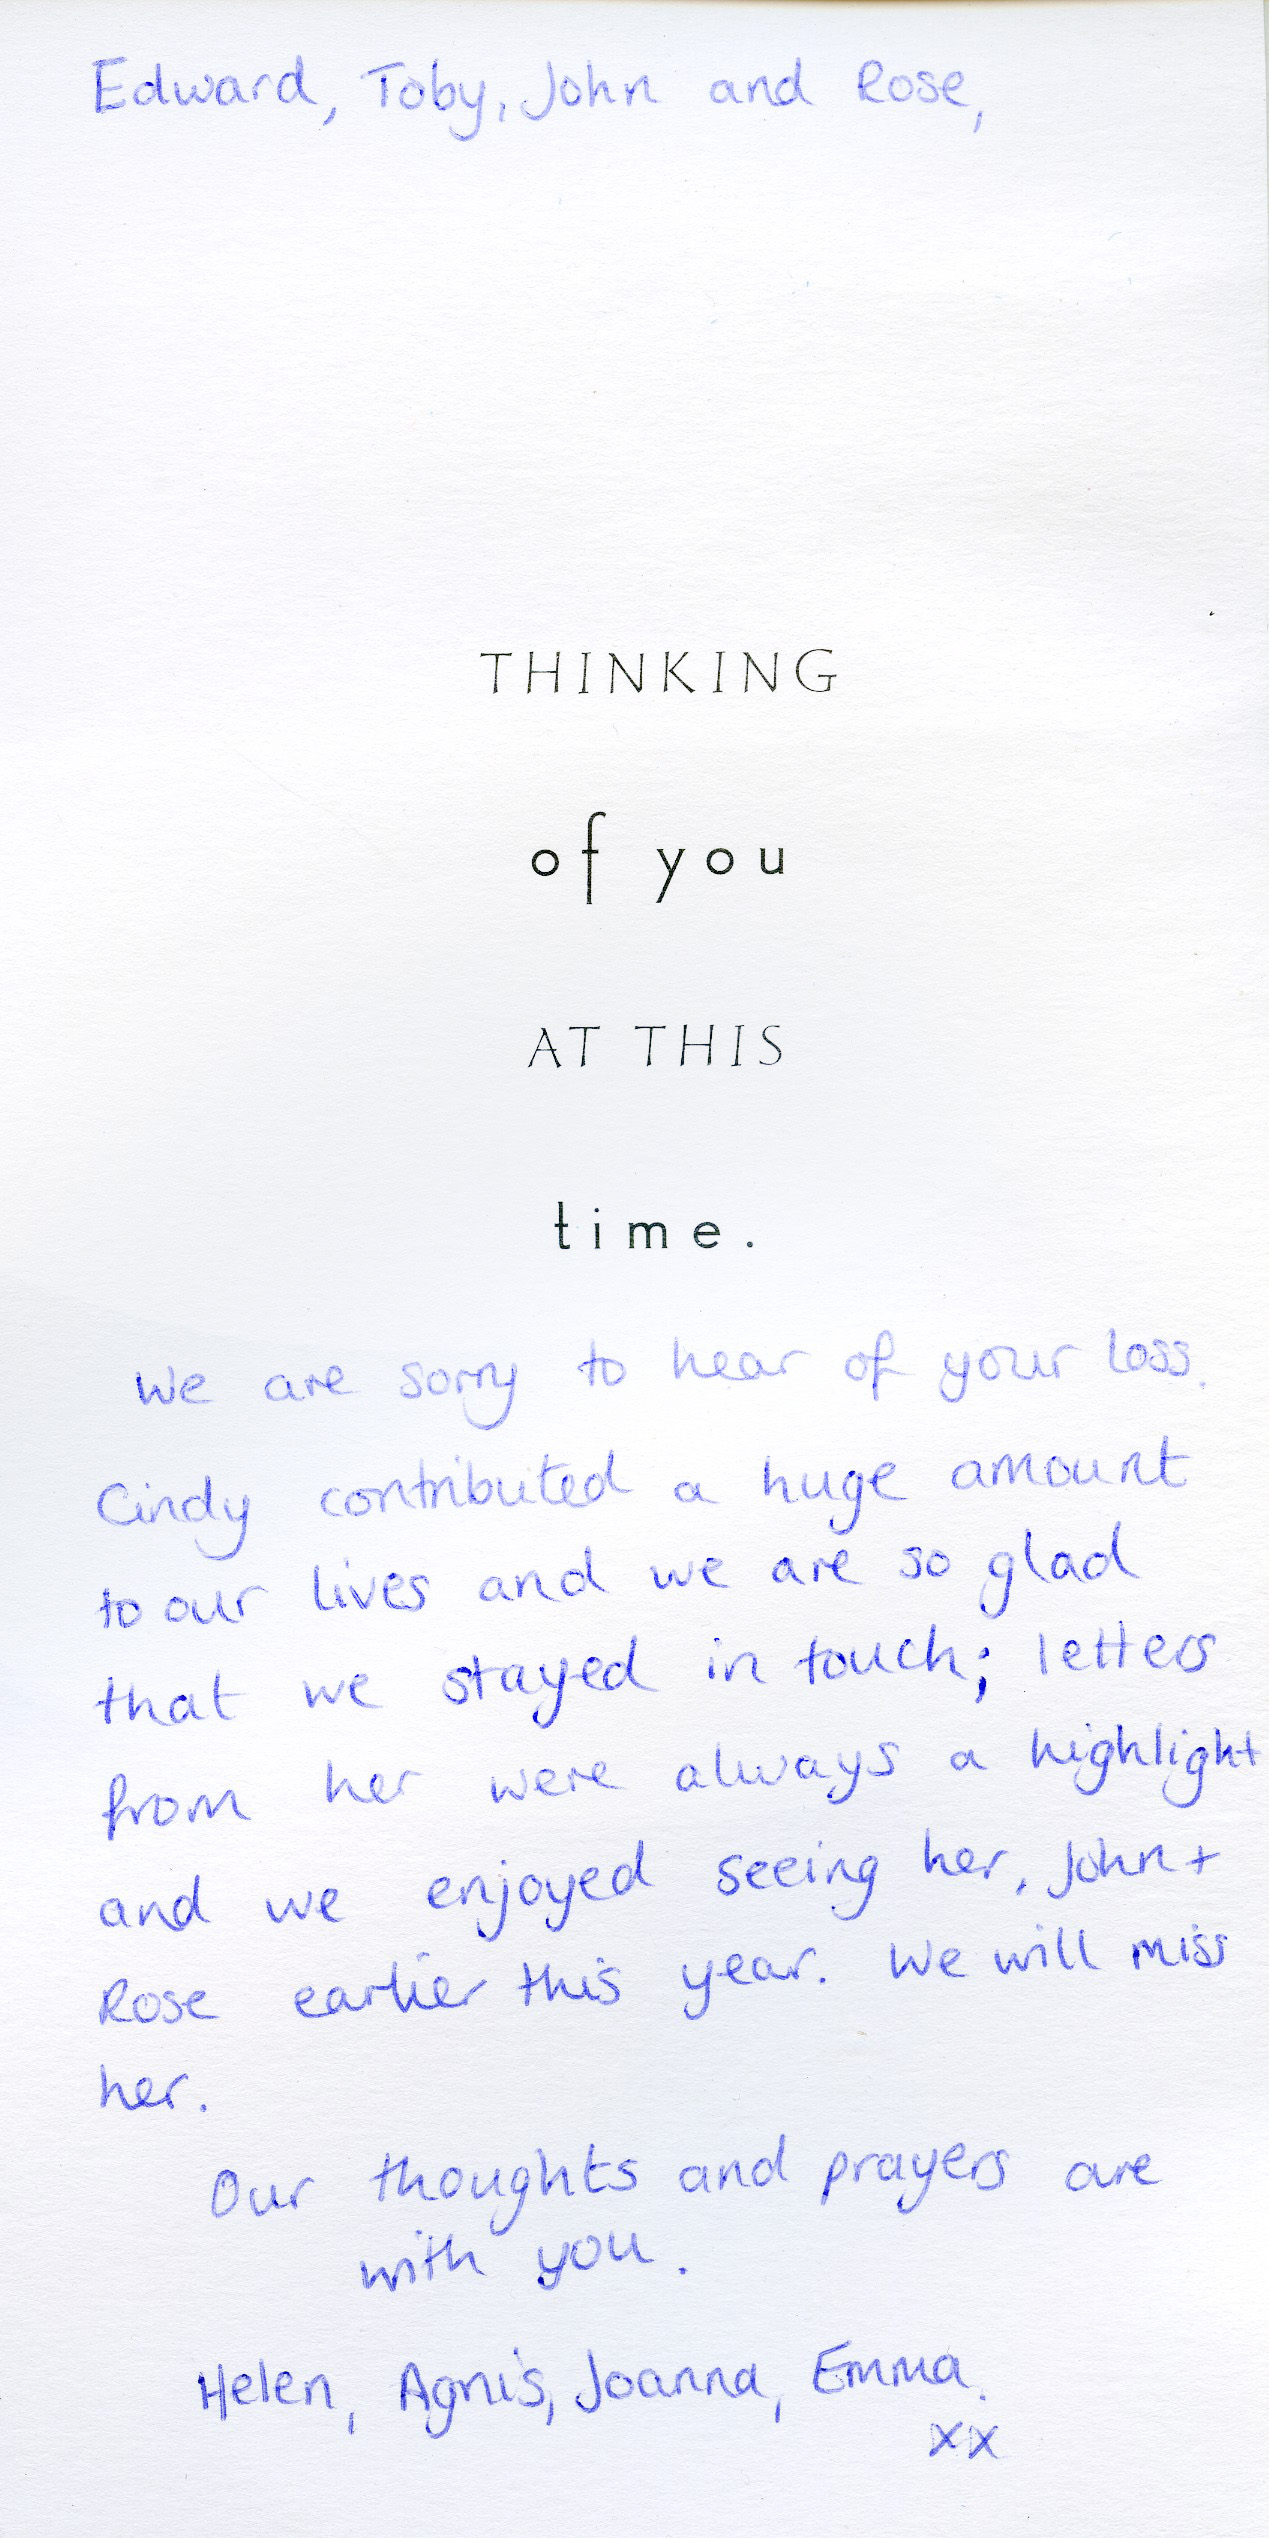 Edward, Toby, John and Rose,
THINKING
of you
AT THIS
time.
We are sorry to hear of your loss.
Cindy contributed a huge amount
to our lives and we are so glad
that we stayed in touch; letters
from her were always a highlight
and we enjoyed seeing her, John +
Rose earlier this year. We will miss
her.
Our thoughts and prayers are
with you.
Helen, Agnis, Joanna, Emma.
xx